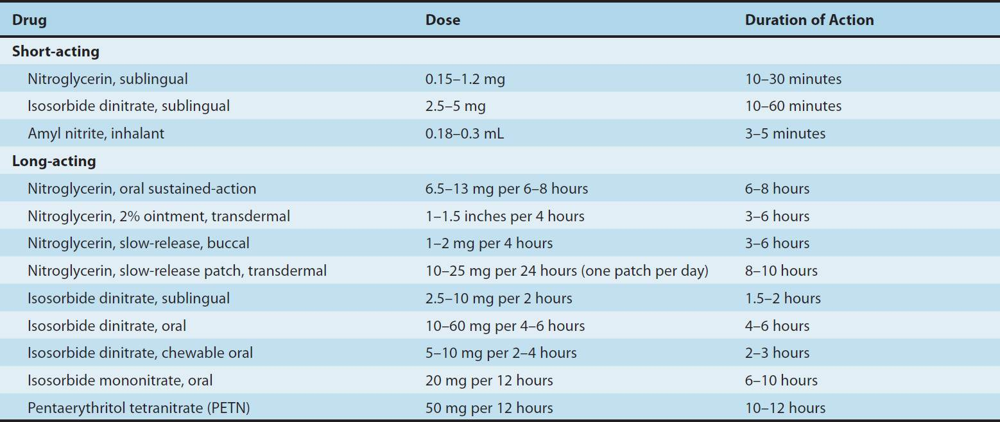 Drug Dose Duration of Action
Short-acting
Nitroglycerin, sublingual 0.15–1.2 mg 10–30 minutes
Isosorbide dinitrate, sublingual 2.5–5 mg 10–60 minutes
Amyl nitrite, inhalant 0.18–0.3 mL 3–5 minutes
Long-acting
Nitroglycerin, oral sustained-action 6.5–13 mg per 6–8 hours 6–8 hours
Nitroglycerin, 2% ointment, transdermal 1–1.5 inches per 4 hours 3–6 hours
Nitroglycerin, slow-release, buccal 1–2 mg per 4 hours 3–6 hours
Nitroglycerin, slow-release patch, transdermal 10–25 mg per 24 hours (one patch per day) 8–10 hours
Isosorbide dinitrate, sublingual 2.5–10 mg per 2 hours 1.5–2 hours
Isosorbide dinitrate, oral 10–60 mg per 4–6 hours 4–6 hours
Isosorbide dinitrate, chewable oral 5–10 mg per 2–4 hours 2–3 hours
Isosorbide mononitrate, oral 20 mg per 12 hours 6–10 hours
Pentaerythritol tetranitrate (PETN) 50 mg per 12 hours 10–12 hours